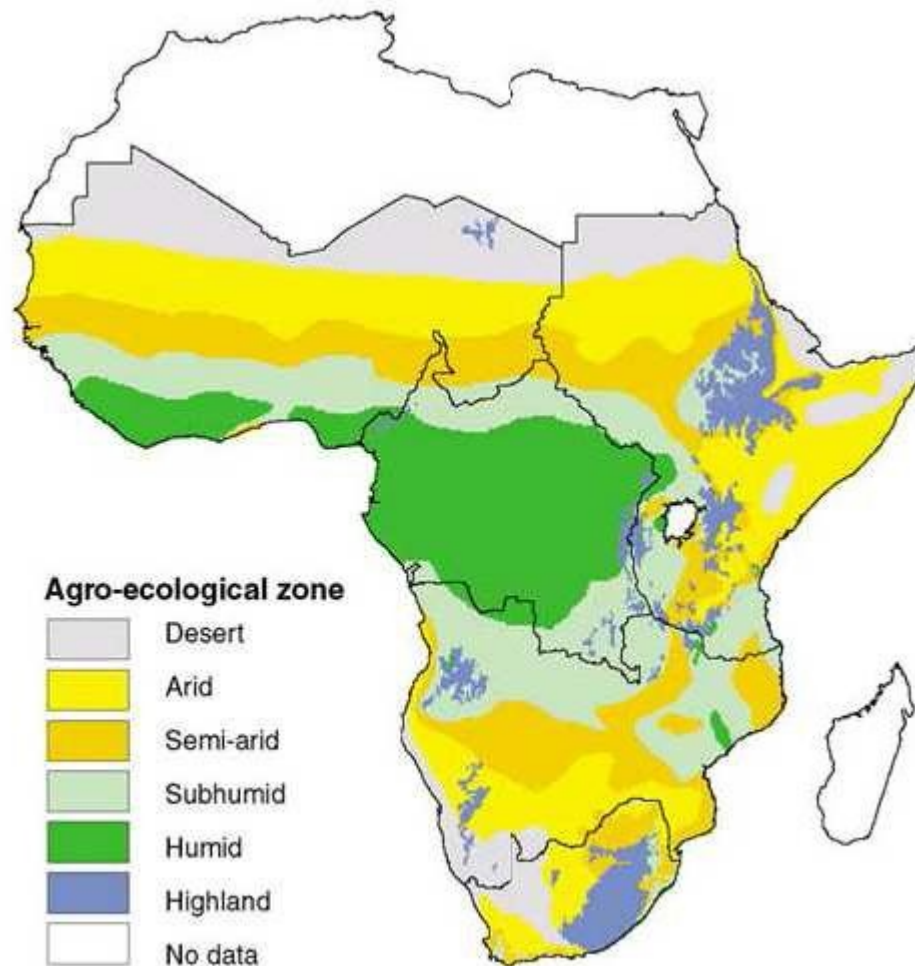 Agro-ecological zone
Desert
Arid
Semi-arid
Subhumid
Humid
Highland
No data